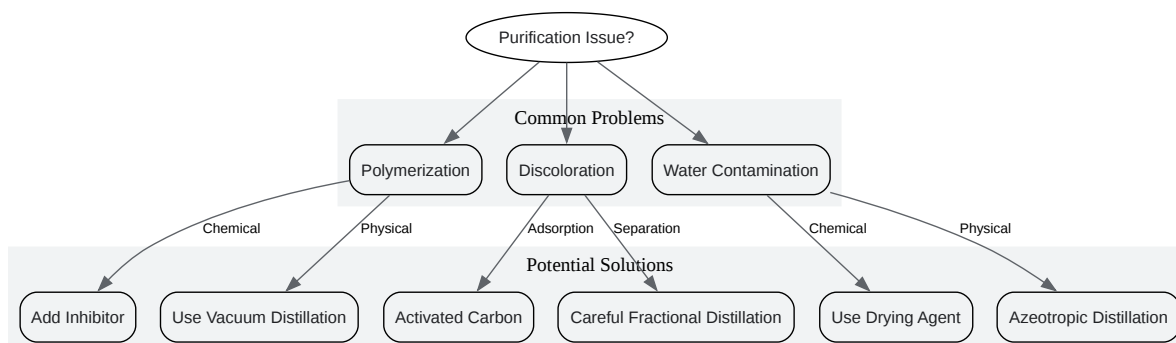 Purification Issue?
Common Problems
Polymerization
Discoloration
Water Contamination
Chemical
Physical
Adsorption
Separation
Chemical
Physical
Potential Solutions
Add Inhibitor
Use Vacuum Distillation
Activated Carbon
Careful Fractional Distillation
Use Drying Agent
Azeotropic Distillation